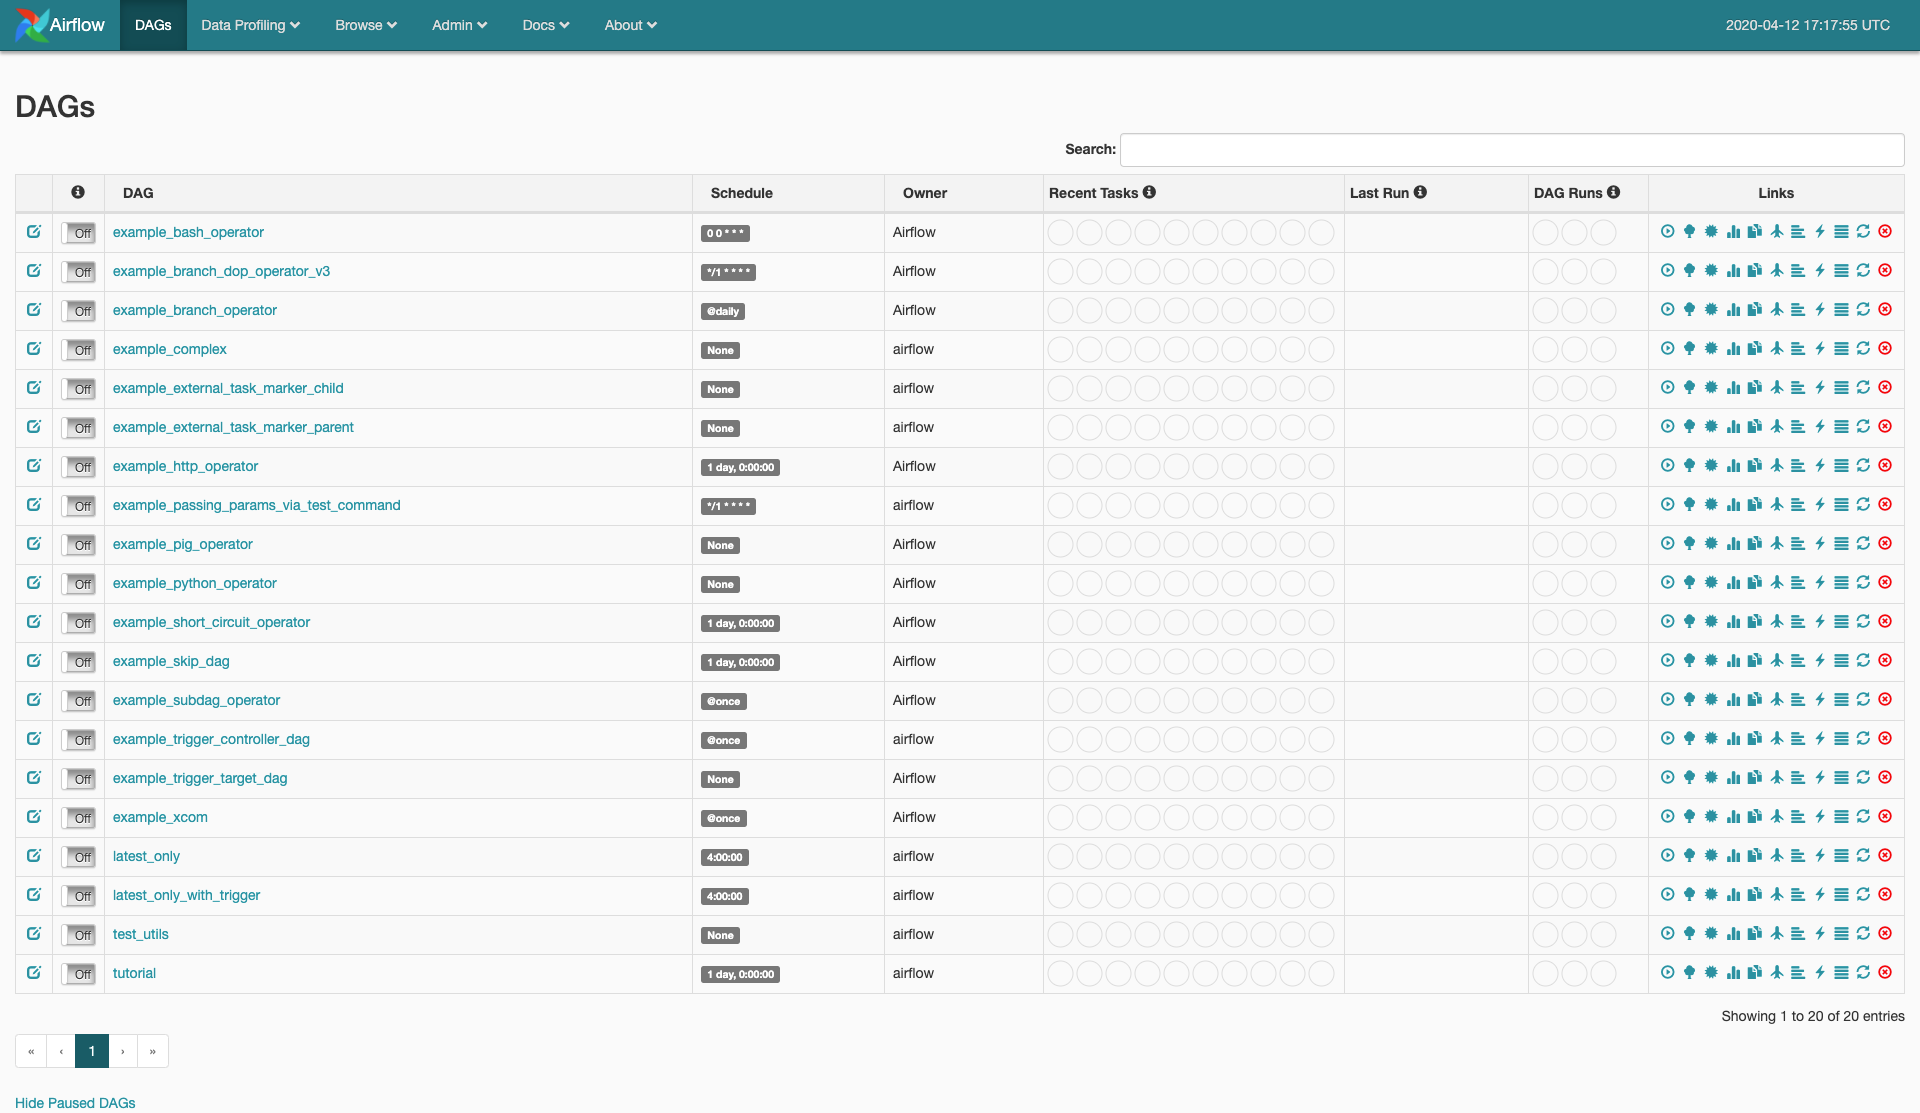 Airflow DAGs Data Profiling Browse Admin Docs About 2020-04-12 17:17:55 UTC
DAGs
Search:
DAG Schedule Owner Recent Tasks Last Run DAG Runs Links
Off example_bash_operator 0 0 * * * Airflow
Off example_branch_dop_operator_v3 */1 * * * * Airflow
Off example_branch_operator @daily Airflow
Off example_complex None airflow
Off example_external_task_marker_child None airflow
Off example_external_task_marker_parent None airflow
Off example_http_operator 1 day, 0:00:00 Airflow
Off example_passing_params_via_test_command */1 * * * * airflow
Off example_pig_operator None Airflow
Off example_python_operator None Airflow
Off example_short_circuit_operator 1 day, 0:00:00 Airflow
Off example_skip_dag 1 day, 0:00:00 Airflow
Off example_subdag_operator @once Airflow
Off example_trigger_controller_dag @once airflow
Off example_trigger_target_dag None Airflow
Off example_xcom @once Airflow
Off latest_only 4:00:00 airflow
Off latest_only_with_trigger 4:00:00 airflow
Off test_utils None airflow
Off tutorial 1 day, 0:00:00 airflow
Showing 1 to 20 of 20 entries
« ‹ 1 › »
Hide Paused DAGs